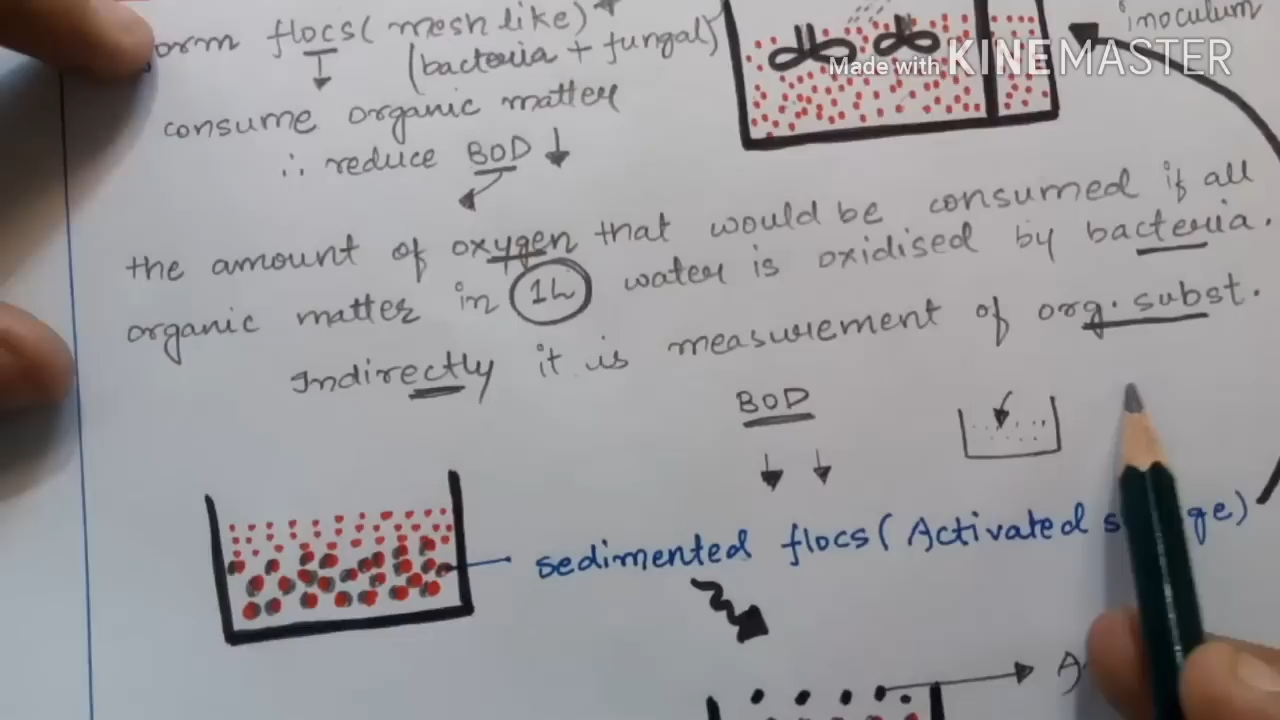 orm flocs (mesh like)
(bacteria + fungal)
consume organic matter
∴ reduce BOD ↓
inoculum
Made with KINEMASTER
the amount of oxygen that would be consumed if all
organic matter in 1L water is oxidised by bacteria.
Indirectly it is measurement of org. subst.
BOD
sedimented flocs (Activated s ge)
A